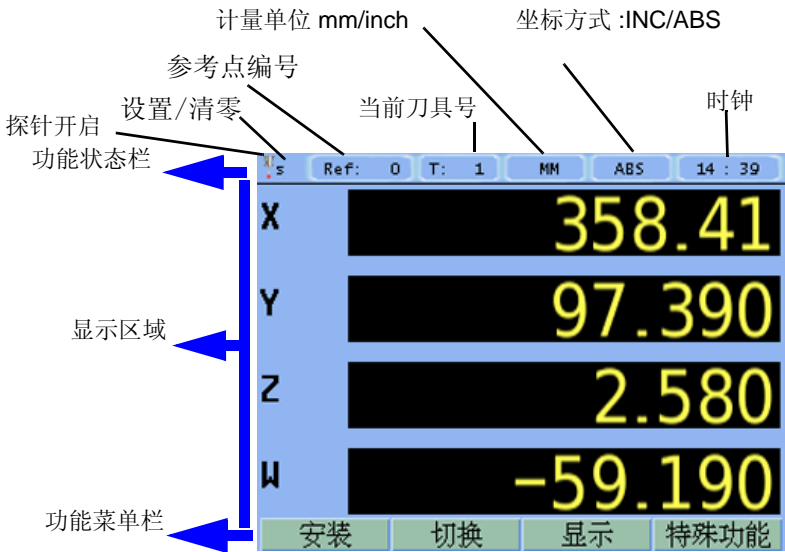 计量单位 mm/inch
坐标方式 :INC/ABS
参考点编号
设置/清零
当前刀具号
时钟
探针开启
功能状态栏
s Ref: 0 T: 1 MM ABS 14 : 39
X 358.41
Y 97.390
显示区域
Z 2.580
W -59.190
功能菜单栏
安装 切换 显示 特殊功能